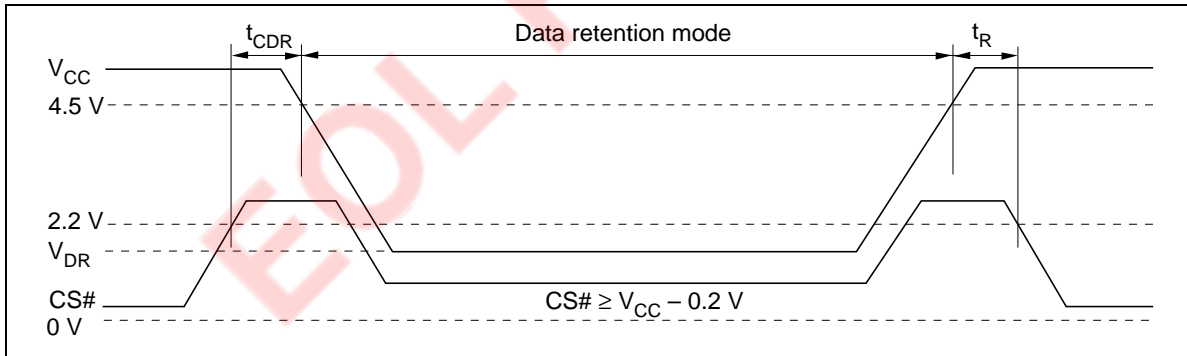 t_CDR Data retention mode t_R
V_CC
4.5 V
2.2 V
V_DR
CS# CS# ≥ V_CC – 0.2 V
0 V
EOL